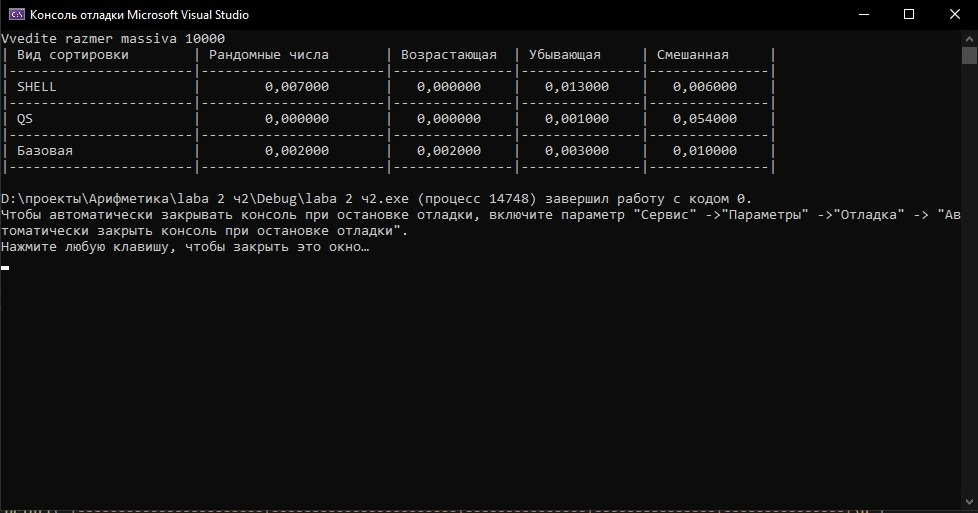 Консоль отладки Microsoft Visual Studio
Vvedite razmer massiva 10000
| Вид сортировки | Рандомные числа | Возрастающая | Убывающая | Смешанная |
|-----------------------|-----------------------|---------------|---------------|---------------|
| SHELL | 0,007000 | 0,000000 | 0,013000 | 0,006000 |
|-----------------------|-----------------------|---------------|---------------|---------------|
| QS | 0,000000 | 0,000000 | 0,001000 | 0,054000 |
|-----------------------|-----------------------|---------------|---------------|---------------|
| Базовая | 0,002000 | 0,002000 | 0,003000 | 0,010000 |
|-----------------------|-----------------------|---------------|---------------|---------------|
D:\проекты\Арифметика\laba 2 ч2\Debug\laba 2 ч2.exe (процесс 14748) завершил работу с кодом 0.
Чтобы автоматически закрывать консоль при остановке отладки, включите параметр "Сервис" ->"Параметры" ->"Отладка" -> "Ав
томатически закрыть консоль при остановке отладки".
Нажмите любую клавишу, чтобы закрыть это окно…